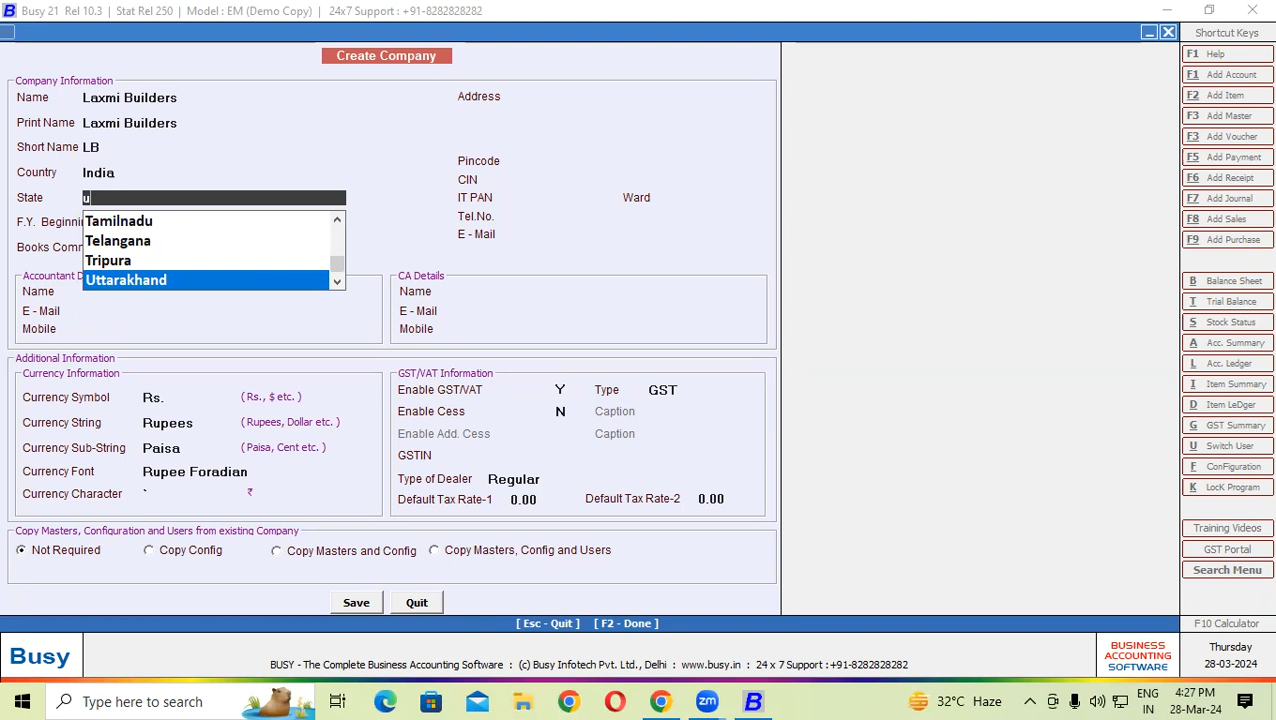 Busy 21 Rel 10.3 | Stat Rel 250 | Model : EM (Demo Copy) | 24x7 Support : +91-8282828282
Create Company
Company Information
Name Laxmi Builders
Print Name Laxmi Builders
Short Name LB
Country India
State u
Tamilnadu
Telangana
Tripura
Uttarakhand
F.Y. Beginni
Books Comm
Address
Pincode
CIN
IT PAN Ward
Tel.No.
E - Mail
Accountant D
Name
E - Mail
Mobile
CA Details
Name
E - Mail
Mobile
Additional Information
Currency Information
Currency Symbol Rs. ( Rs., $ etc. )
Currency String Rupees ( Rupees, Dollar etc. )
Currency Sub-String Paisa ( Paisa, Cent etc. )
Currency Font Rupee Foradian
Currency Character ` ₹
GST/VAT Information
Enable GST/VAT Y Type GST
Enable Cess N Caption
Enable Add. Cess Caption
GSTIN
Type of Dealer Regular
Default Tax Rate-1 0.00 Default Tax Rate-2 0.00
Copy Masters, Configuration and Users from existing Company
Not Required Copy Config Copy Masters and Config Copy Masters, Config and Users
Save Quit
[ Esc - Quit ] [ F2 - Done ]
Shortcut Keys
F1 Help
F1 Add Account
F2 Add Item
F3 Add Master
F3 Add Voucher
F5 Add Payment
F6 Add Receipt
F7 Add Journal
F8 Add Sales
F9 Add Purchase
B Balance Sheet
T Trial Balance
S Stock Status
A Acc. Summary
L Acc. Ledger
I Item Summary
D Item LeDger
G GST Summary
U Switch User
F ConFiguration
K LocK Program
Training Videos
GST Portal
Search Menu
F10 Calculator
Busy
BUSY - The Complete Business Accounting Software : (c) Busy Infotech Pvt. Ltd., Delhi : www.busy.in : 24 x 7 Support :+91-8282828282
BUSINESS
ACCOUNTING
SOFTWARE
Thursday
28-03-2024
Type here to search
zm
B
32°C Haze
ENG
IN
4:27 PM
28-Mar-24